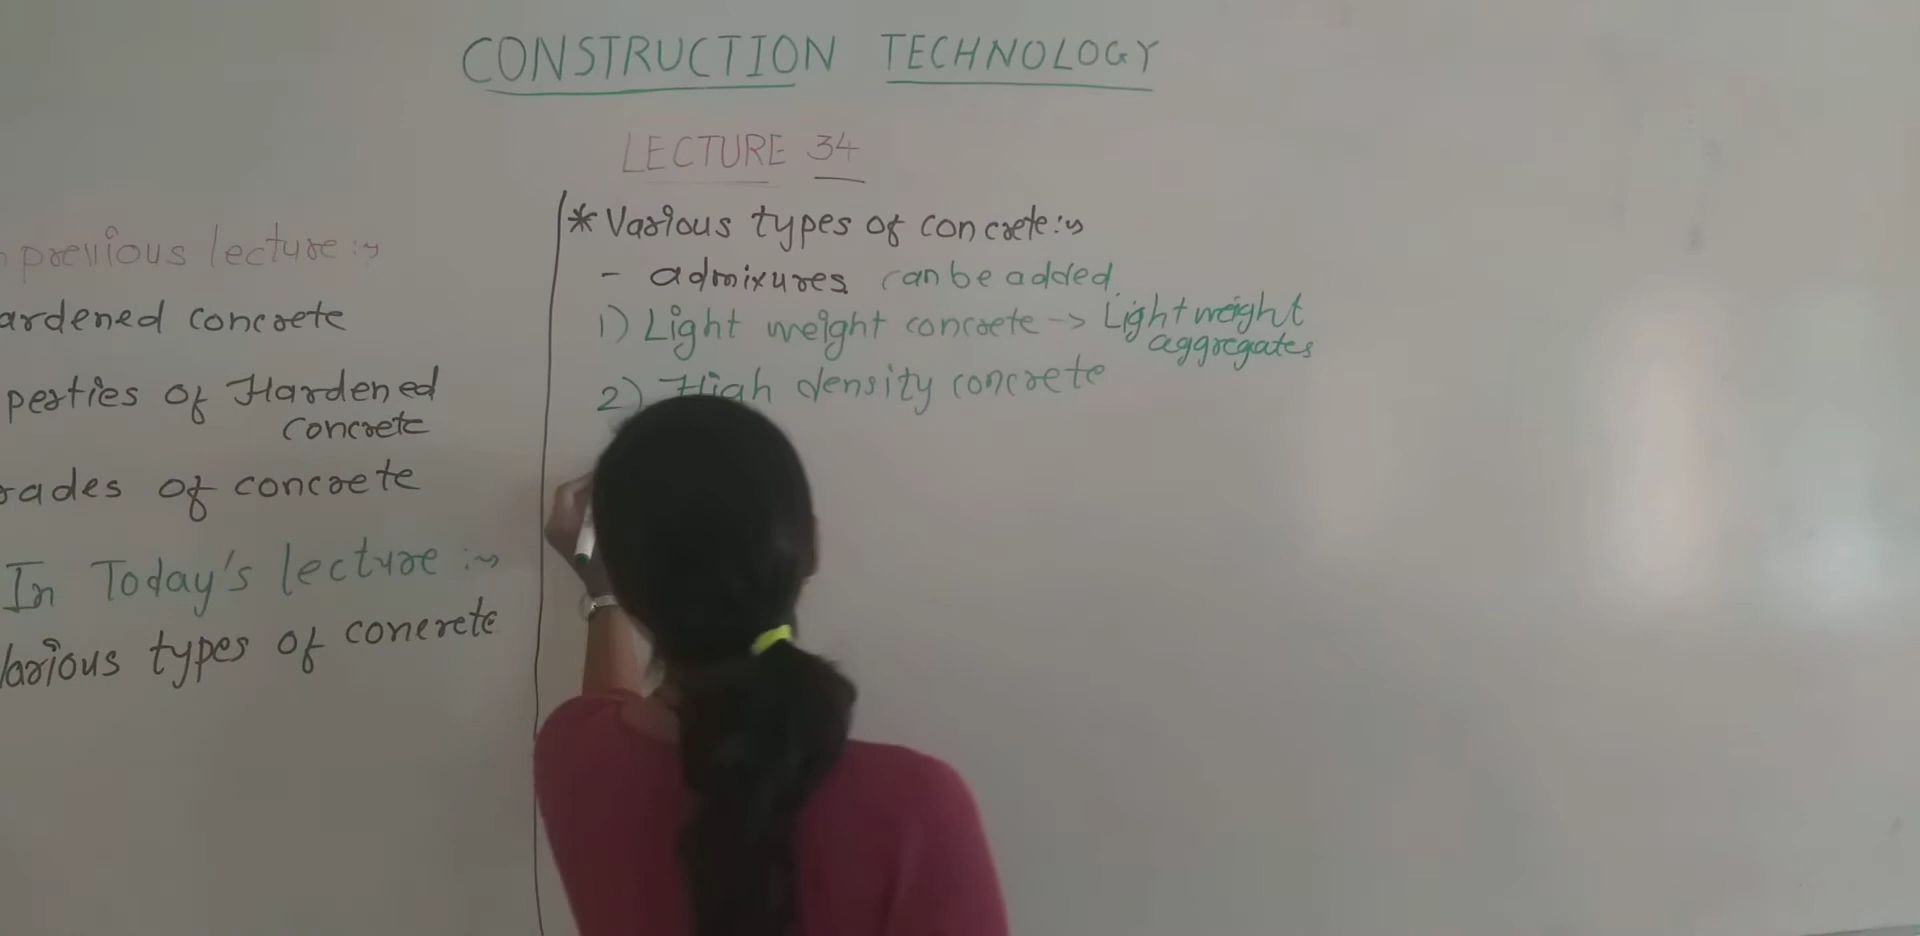 CONSTRUCTION TECHNOLOGY
LECTURE 34
previous lecture :~
ardened concrete
perties of Hardened
concrete
rades of concrete
In Today's lecture :~
Various types of concrete
* Various types of concrete :~
- admixures can be added
1) Light weight concrete -> Light weight
aggregates
2) High density concrete